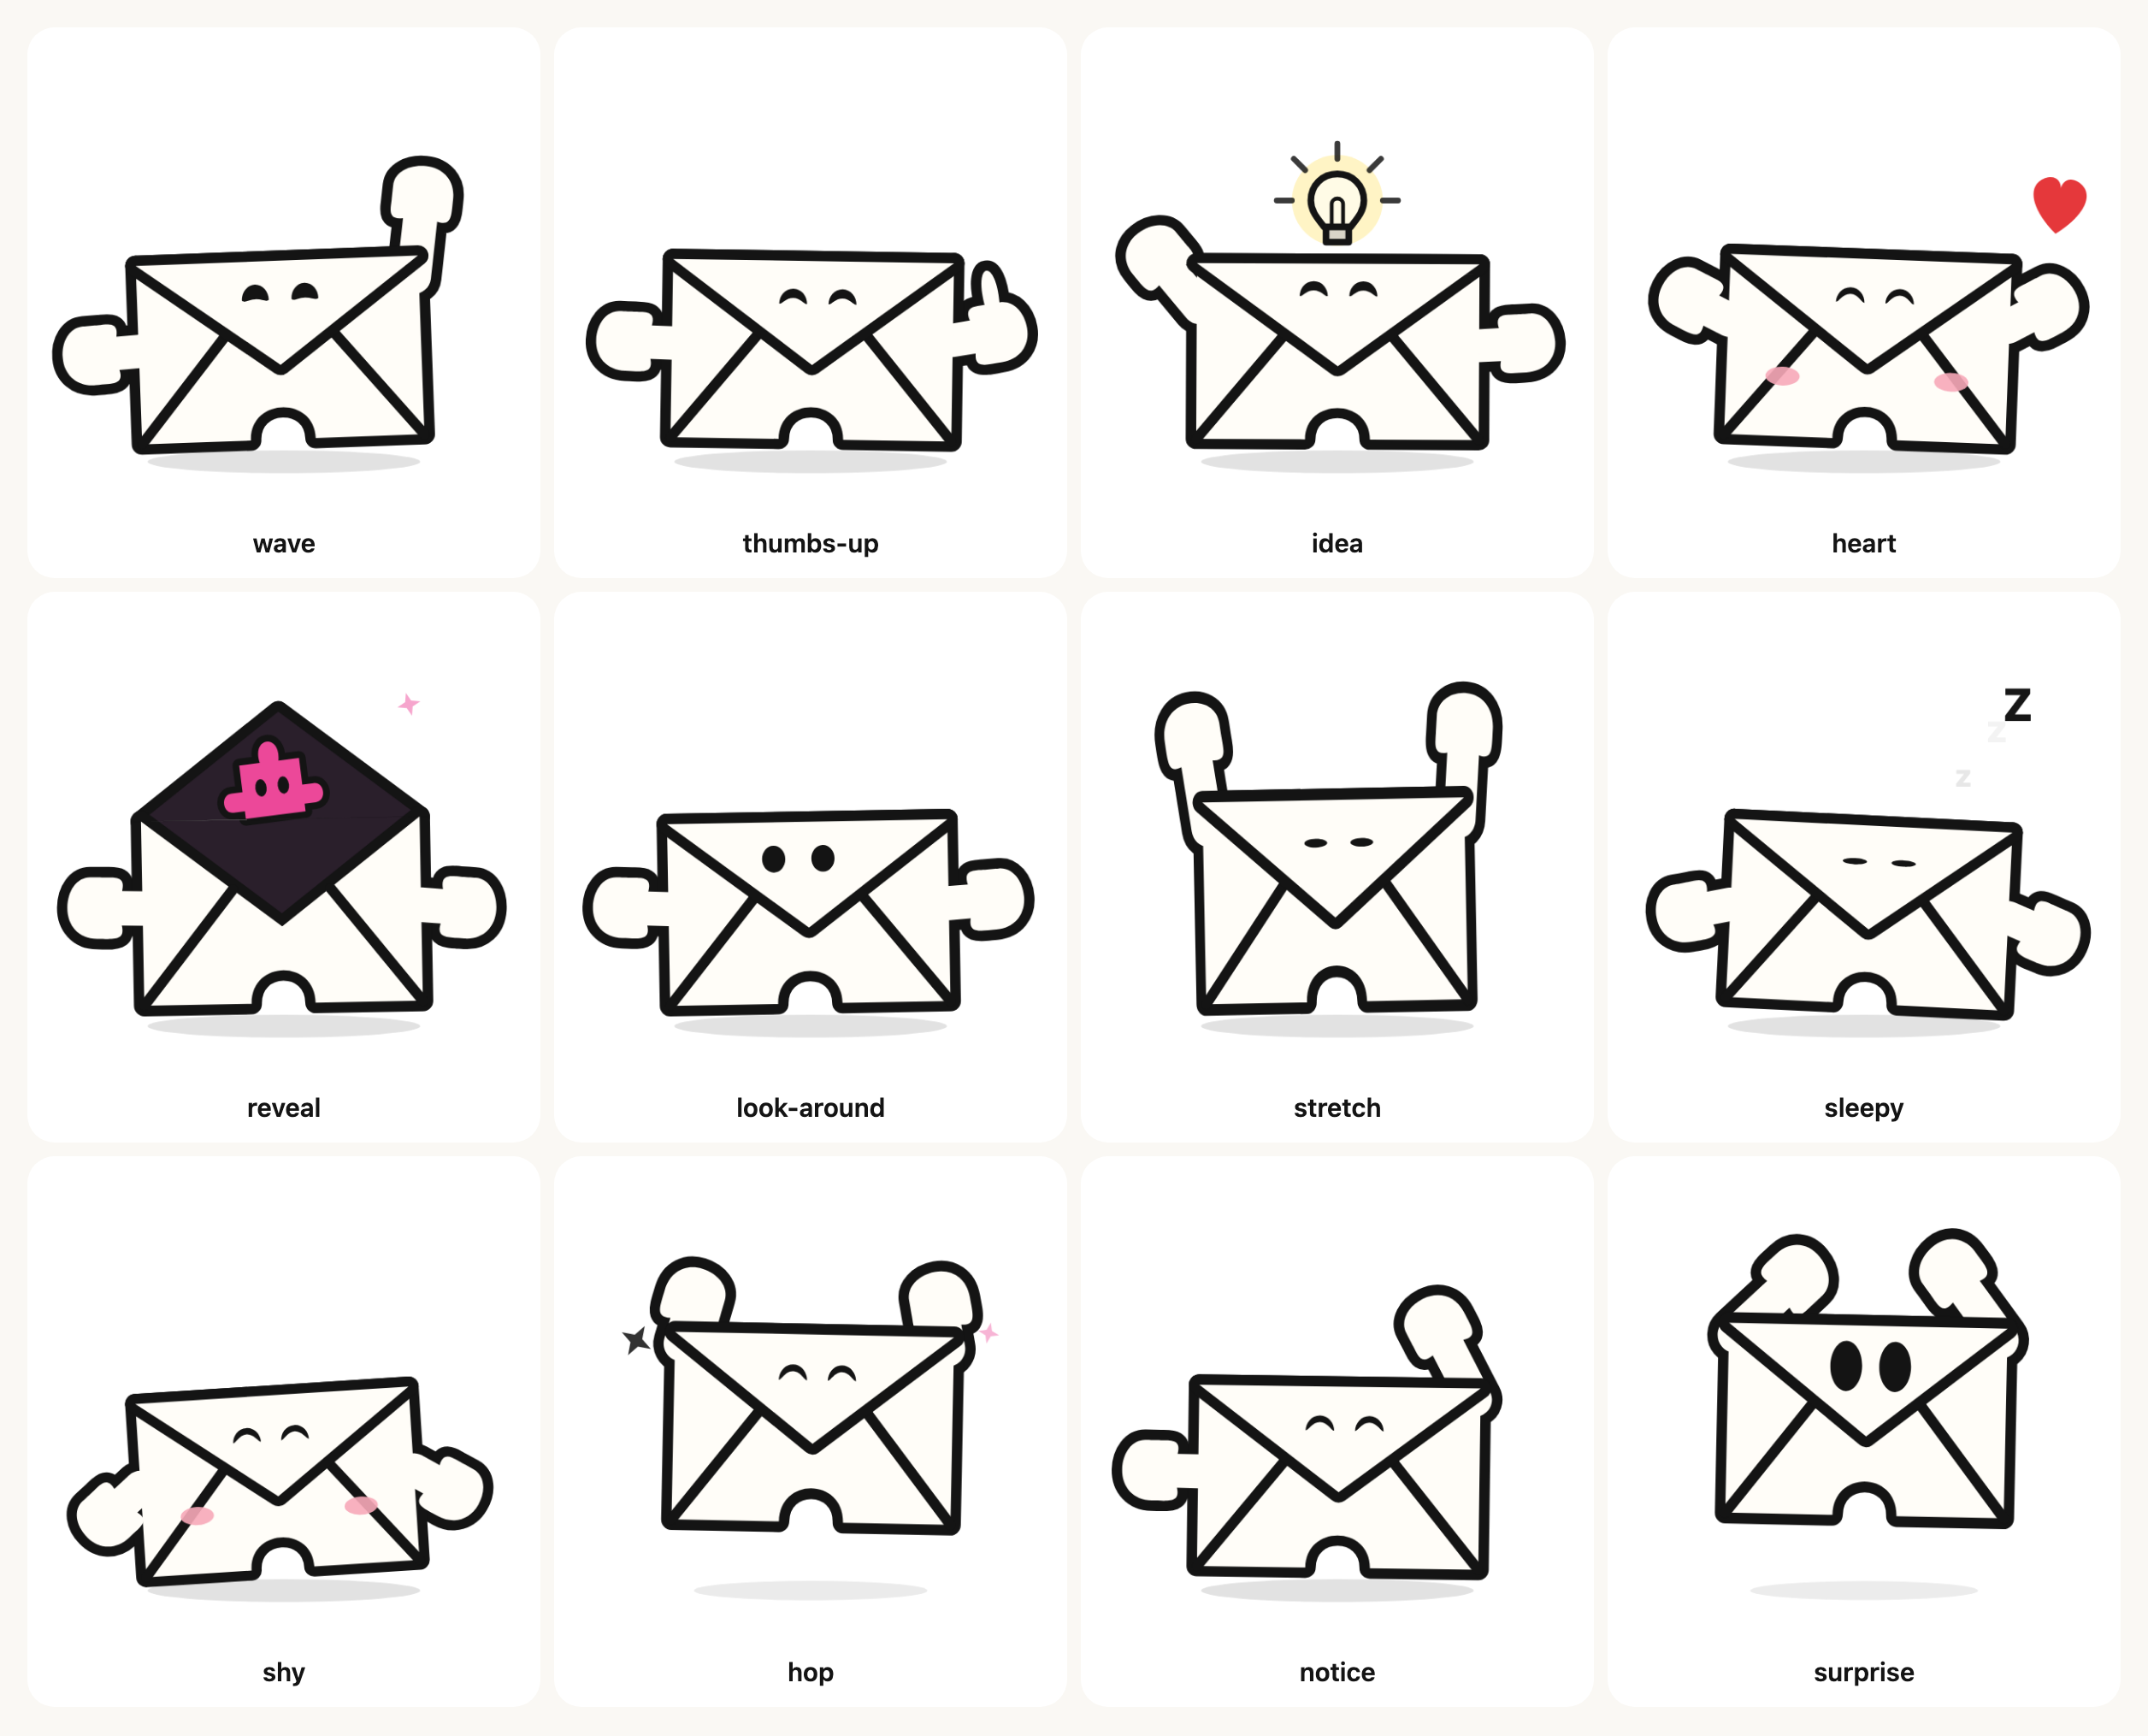 wave
thumbs-up
idea
heart
Z
z
z
reveal
look-around
stretch
sleepy
shy
hop
notice
surprise